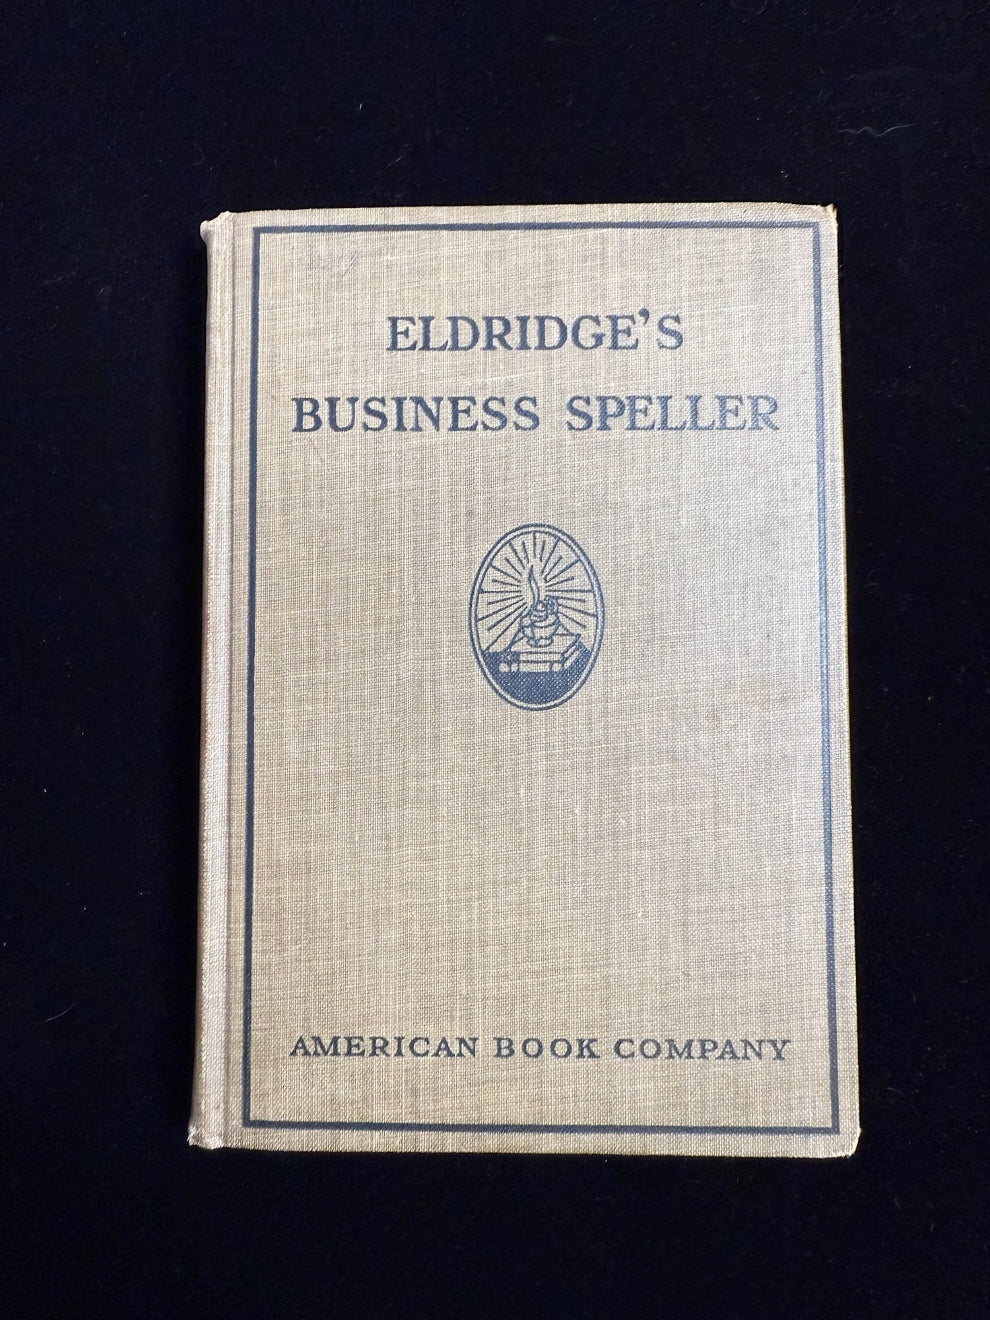 ELDRIDGE'S
BUSINESS SPELLER
AMERICAN BOOK COMPANY